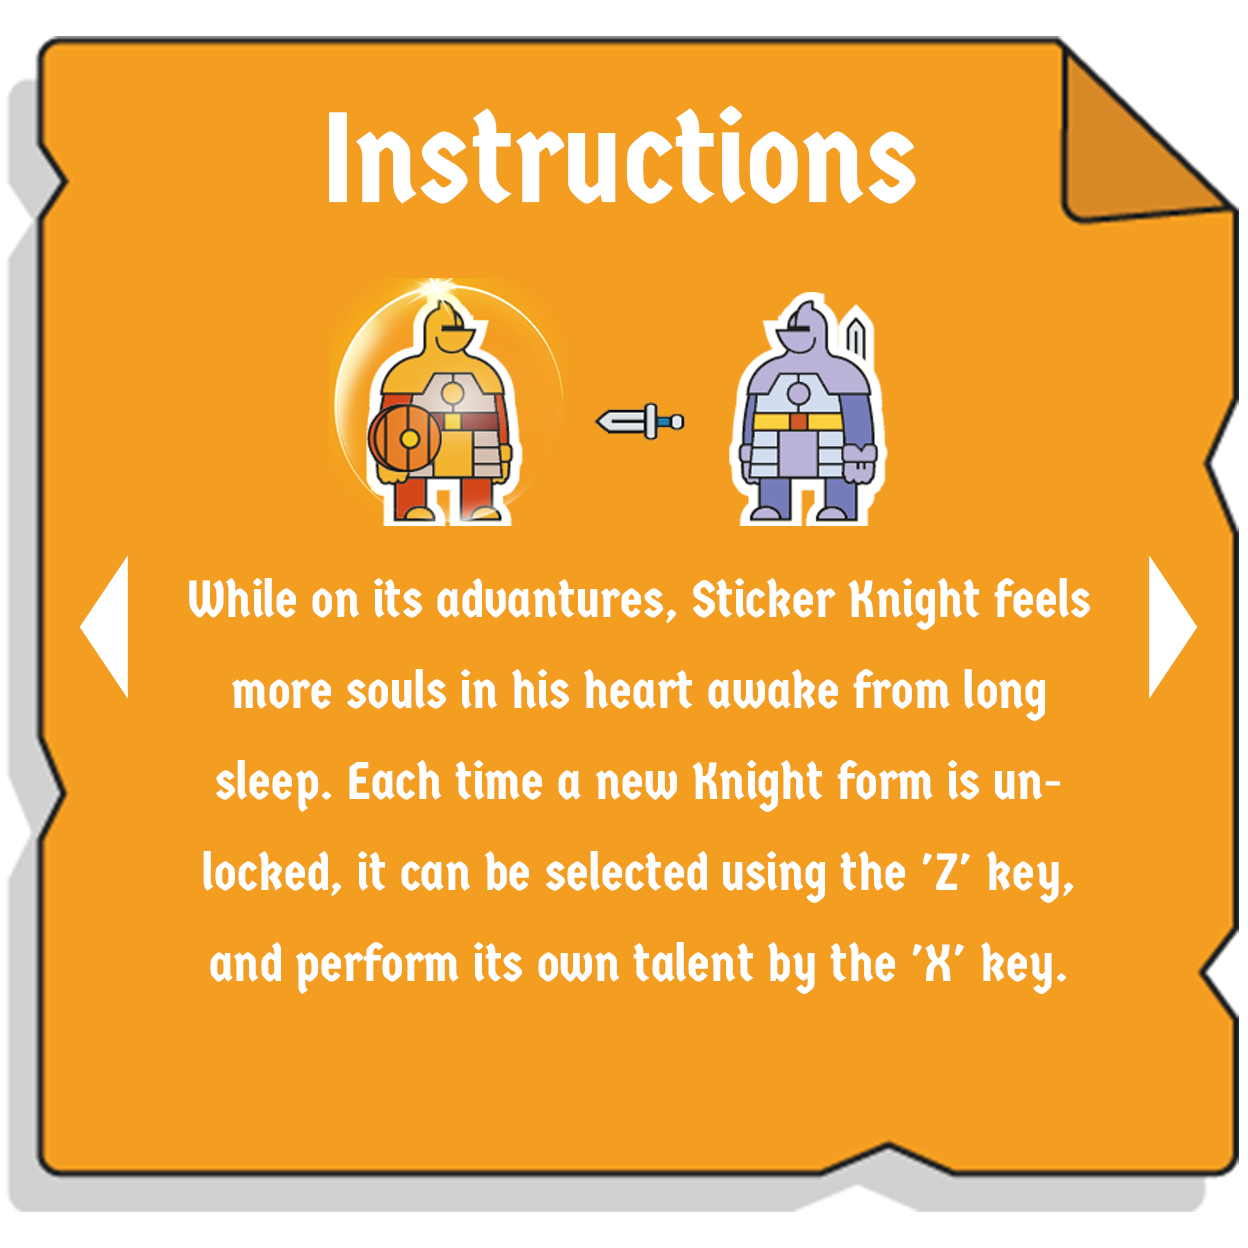 Instructions
While on its advantures, Sticker Knight feels
more souls in his heart awake from long
sleep. Each time a new Knight form is un-
locked, it can be selected using the 'Z' key,
and perform its own talent by the 'X' key.